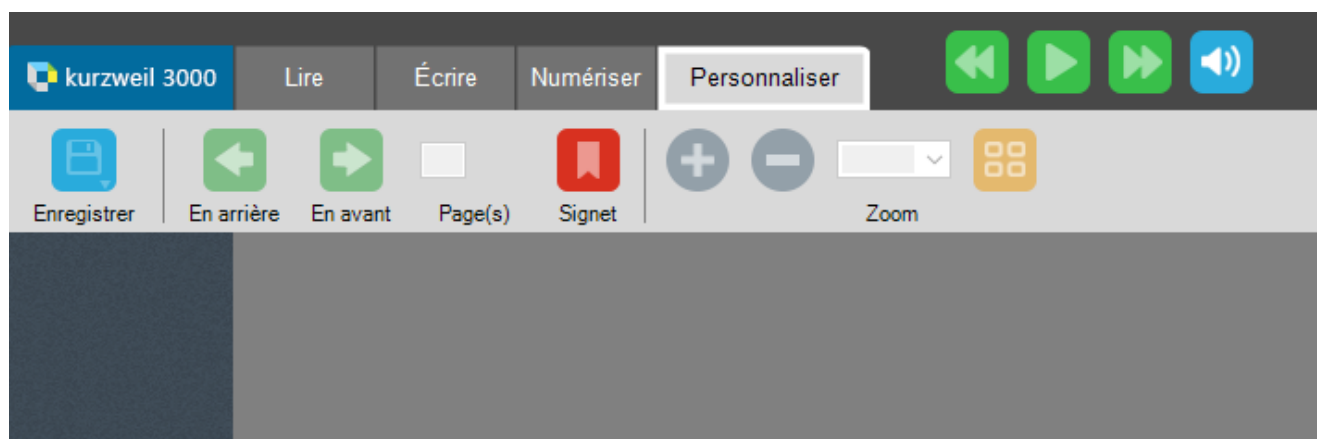 kurzweil 3000 Lire Écrire Numériser Personnaliser
Enregistrer En arrière En avant Page(s) Signet Zoom